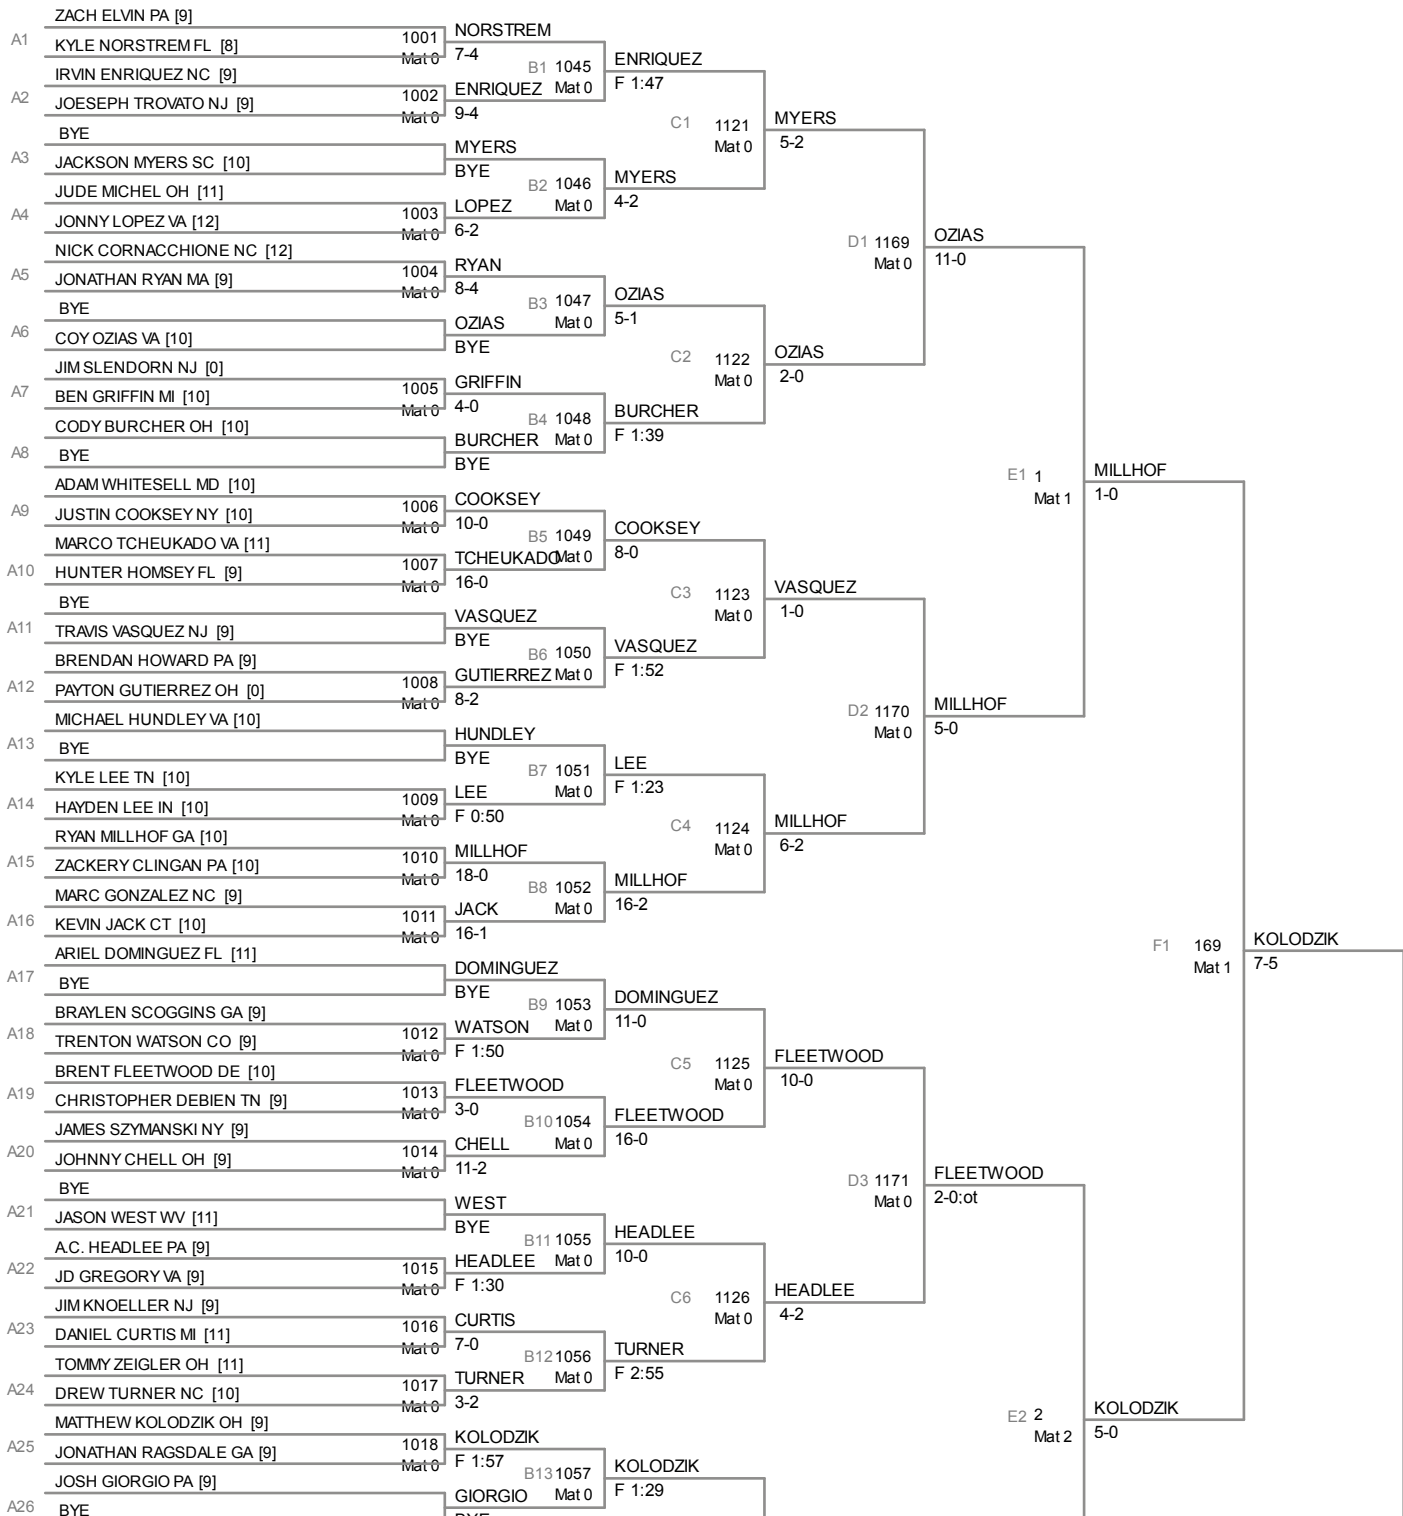 ZACH ELVIN PA [9]
A1
KYLE NORSTREM FL [8]
1001
Mat 0
NORSTREM
7-4
IRVIN ENRIQUEZ NC [9]
B1 1045
Mat 0
ENRIQUEZ
F 1:47
A2
JOESEPH TROVATO NJ [9]
1002
Mat 0
ENRIQUEZ
9-4
BYE
C1 1121
Mat 0
MYERS
5-2
A3
JACKSON MYERS SC [10]
MYERS
BYE
JUDE MICHEL OH [11]
B2 1046
Mat 0
MYERS
4-2
A4
JONNY LOPEZ VA [12]
1003
Mat 0
LOPEZ
6-2
NICK CORNACCHIONE NC [12]
D1 1169
Mat 0
OZIAS
11-0
A5
JONATHAN RYAN MA [9]
1004
Mat 0
RYAN
8-4
BYE
B3 1047
Mat 0
OZIAS
5-1
A6
COY OZIAS VA [10]
OZIAS
BYE
JIM SLENDORN NJ [0]
C2 1122
Mat 0
OZIAS
2-0
A7
BEN GRIFFIN MI [10]
1005
Mat 0
GRIFFIN
4-0
CODY BURCHER OH [10]
B4 1048
Mat 0
BURCHER
F 1:39
A8
BYE
BURCHER
BYE
ADAM WHITESELL MD [10]
E1 1
Mat 1
MILLHOF
1-0
A9
JUSTIN COOKSEY NY [10]
1006
Mat 0
COOKSEY
10-0
MARCO TCHEUKADO VA [11]
B5 1049
Mat 0
COOKSEY
8-0
A10
HUNTER HOMSEY FL [9]
1007
Mat 0
TCHEUKADO
16-0
BYE
C3 1123
Mat 0
VASQUEZ
1-0
A11
TRAVIS VASQUEZ NJ [9]
VASQUEZ
BYE
BRENDAN HOWARD PA [9]
B6 1050
Mat 0
VASQUEZ
F 1:52
A12
PAYTON GUTIERREZ OH [0]
1008
Mat 0
GUTIERREZ
8-2
MICHAEL HUNDLEY VA [10]
D2 1170
Mat 0
MILLHOF
5-0
A13
BYE
HUNDLEY
BYE
KYLE LEE TN [10]
B7 1051
Mat 0
LEE
F 1:23
A14
HAYDEN LEE IN [10]
1009
Mat 0
LEE
F 0:50
RYAN MILLHOF GA [10]
C4 1124
Mat 0
MILLHOF
6-2
A15
ZACKERY CLINGAN PA [10]
1010
Mat 0
MILLHOF
18-0
MARC GONZALEZ NC [9]
B8 1052
Mat 0
MILLHOF
16-2
A16
KEVIN JACK CT [10]
1011
Mat 0
JACK
16-1
ARIEL DOMINGUEZ FL [11]
F1 169
Mat 1
KOLODZIK
7-5
A17
BYE
DOMINGUEZ
BYE
BRAYLEN SCOGGINS GA [9]
B9 1053
Mat 0
DOMINGUEZ
11-0
A18
TRENTON WATSON CO [9]
1012
Mat 0
WATSON
F 1:50
BRENT FLEETWOOD DE [10]
C5 1125
Mat 0
FLEETWOOD
10-0
A19
CHRISTOPHER DEBIEN TN [9]
1013
Mat 0
FLEETWOOD
3-0
JAMES SZYMANSKI NY [9]
B10 1054
Mat 0
FLEETWOOD
16-0
A20
JOHNNY CHELL OH [9]
1014
Mat 0
CHELL
11-2
BYE
D3 1171
Mat 0
FLEETWOOD
2-0:ot
A21
JASON WEST WV [11]
WEST
BYE
A.C. HEADLEE PA [9]
B11 1055
Mat 0
HEADLEE
10-0
A22
JD GREGORY VA [9]
1015
Mat 0
HEADLEE
F 1:30
JIM KNOELLER NJ [9]
C6 1126
Mat 0
HEADLEE
4-2
A23
DANIEL CURTIS MI [11]
1016
Mat 0
CURTIS
7-0
TOMMY ZEIGLER OH [11]
B12 1056
Mat 0
TURNER
F 2:55
A24
DREW TURNER NC [10]
1017
Mat 0
TURNER
3-2
MATTHEW KOLODZIK OH [9]
E2 2
Mat 2
KOLODZIK
5-0
A25
JONATHAN RAGSDALE GA [9]
1018
Mat 0
KOLODZIK
F 1:57
JOSH GIORGIO PA [9]
B13 1057
Mat 0
KOLODZIK
F 1:29
A26
BYE
GIORGIO
BYE